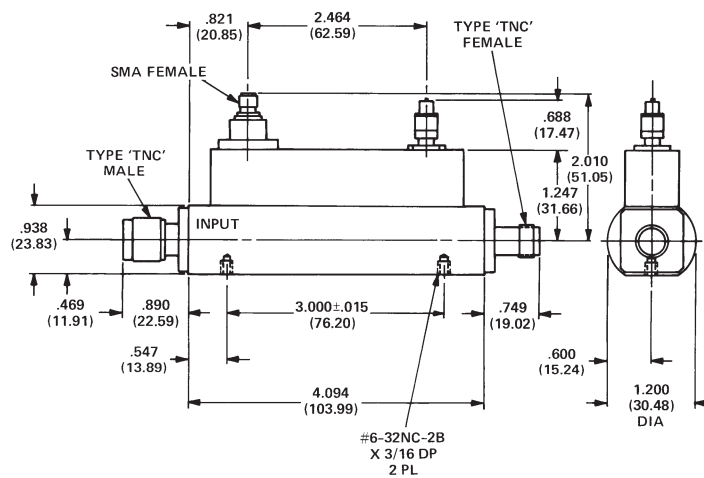 .821
(20.85)
2.464
(62.59)
TYPE 'TNC'
FEMALE
SMA FEMALE
.688
(17.47)
2.010
(51.05)
1.247
(31.66)
TYPE 'TNC'
MALE
INPUT
.938
(23.83)
.469
(11.91)
.890
(22.59)
3.000±.015
(76.20)
.749
(19.02)
.547
(13.89)
.600
(15.24)
4.094
(103.99)
1.200
(30.48)
DIA
#6-32NC-2B
X 3/16 DP
2 PL